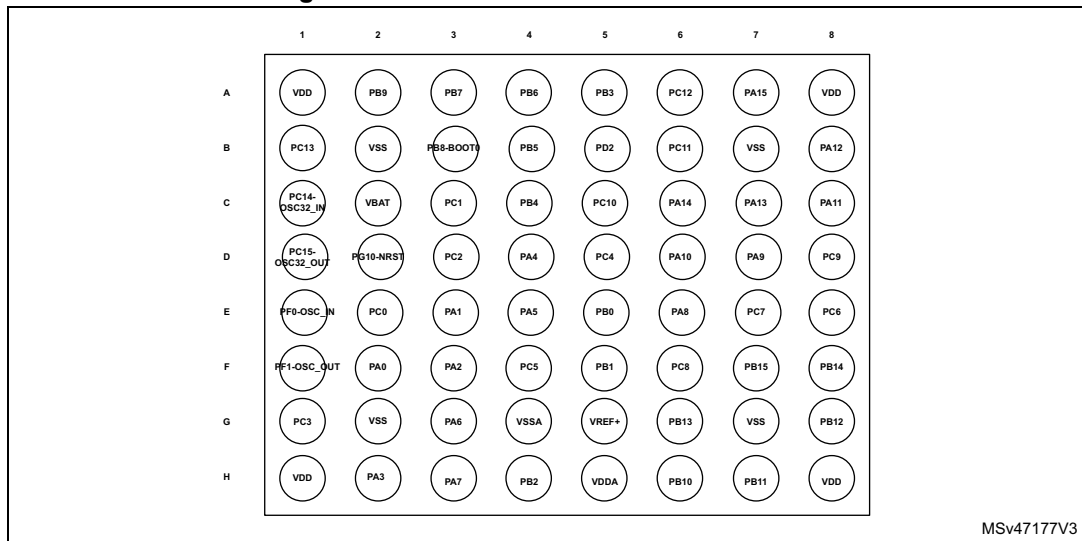 1 2 3 4 5 6 7 8
A VDD PB9 PB7 PB6 PB3 PC12 PA15 VDD
B PC13 VSS PB8-BOOT0 PB5 PD2 PC11 VSS PA12
C PC14-OSC32_IN VBAT PC1 PB4 PC10 PA14 PA13 PA11
D PC15-OSC32_OUT PG10-NRST PC2 PA4 PC4 PA10 PA9 PC9
E PF0-OSC_IN PC0 PA1 PA5 PB0 PA8 PC7 PC6
F PF1-OSC_OUT PA0 PA2 PC5 PB1 PC8 PB15 PB14
G PC3 VSS PA6 VSSA VREF+ PB13 VSS PB12
H VDD PA3 PA7 PB2 VDDA PB10 PB11 VDD
MSv47177V3